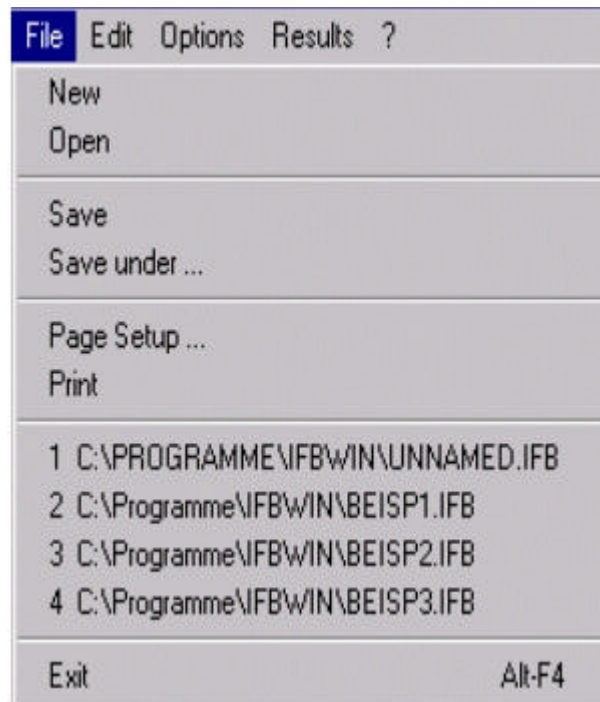 File Edit Options Results ?
New
Open
Save
Save under ...
Page Setup ...
Print
1 C:\PROGRAMME\IFBWIN\UNNAMED.IFB
2 C:\Programme\IFBWIN\BEISP1.IFB
3 C:\Programme\IFBWIN\BEISP2.IFB
4 C:\Programme\IFBWIN\BEISP3.IFB
Exit Alt-F4